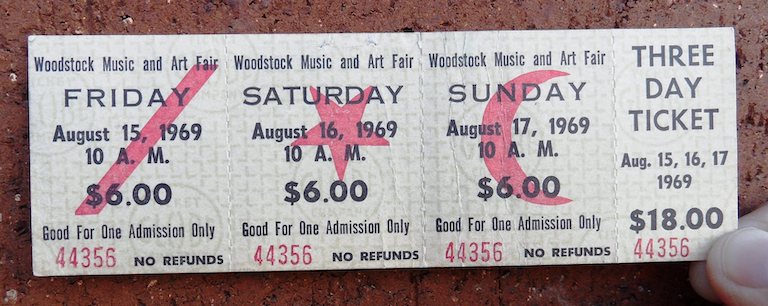 Woodstock Music and Art Fair
FRIDAY
August 15, 1969
10 A. M.
$6.00
Good For One Admission Only
44356 NO REFUNDS
Woodstock Music and Art Fair
SATURDAY
August 16, 1969
10 A. M.
$6.00
Good For One Admission Only
44356 NO REFUNDS
Woodstock Music and Art Fair
SUNDAY
August 17, 1969
10 A. M.
$6.00
Good For One Admission Only
44356 NO REFUNDS
THREE
DAY
TICKET
Aug. 15, 16, 17
1969
$18.00
44356